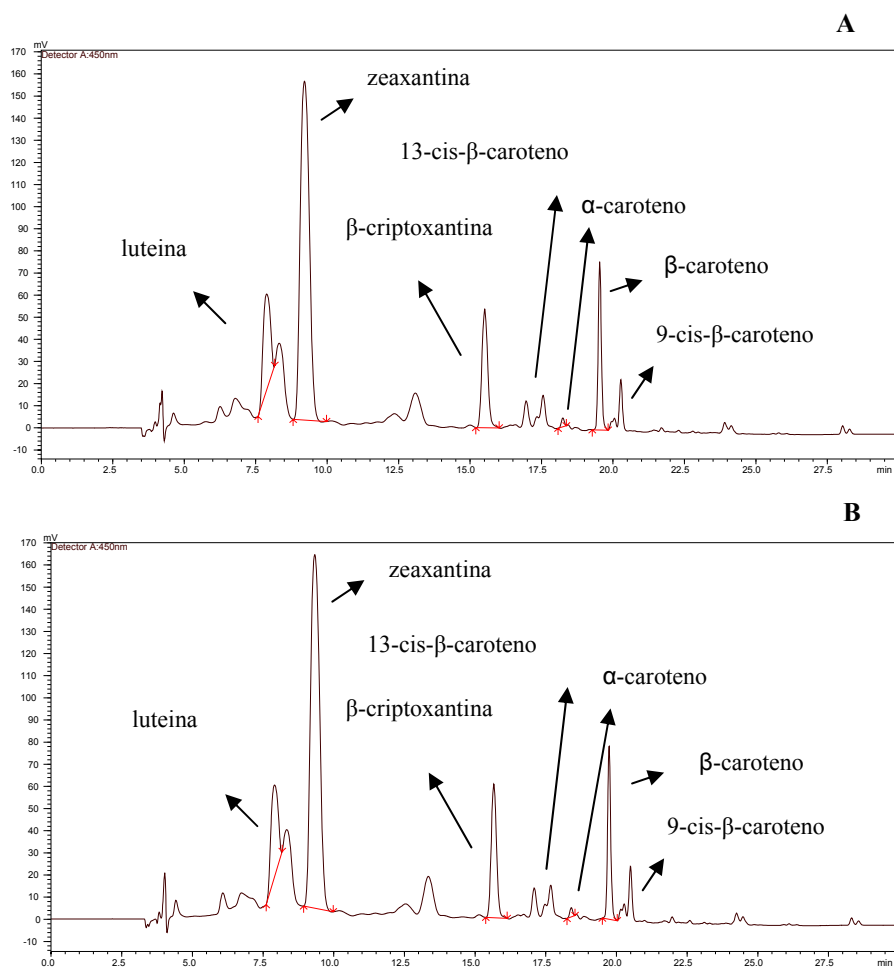 A
mV
Detector A:450nm
170
160
150
140
130
120
110
100
90
80
70
60
50
40
30
20
10
0
-10
zeaxantina
13-cis-β-caroteno
α-caroteno
β-criptoxantina
luteina
β-caroteno
9-cis-β-caroteno
0.0 2.5 5.0 7.5 10.0 12.5 15.0 17.5 20.0 22.5 25.0 27.5 min
B
mV
Detector A:450nm
170
160
150
140
130
120
110
100
90
80
70
60
50
40
30
20
10
0
-10
zeaxantina
13-cis-β-caroteno
α-caroteno
β-criptoxantina
luteina
β-caroteno
9-cis-β-caroteno
0.0 2.5 5.0 7.5 10.0 12.5 15.0 17.5 20.0 22.5 25.0 27.5 min